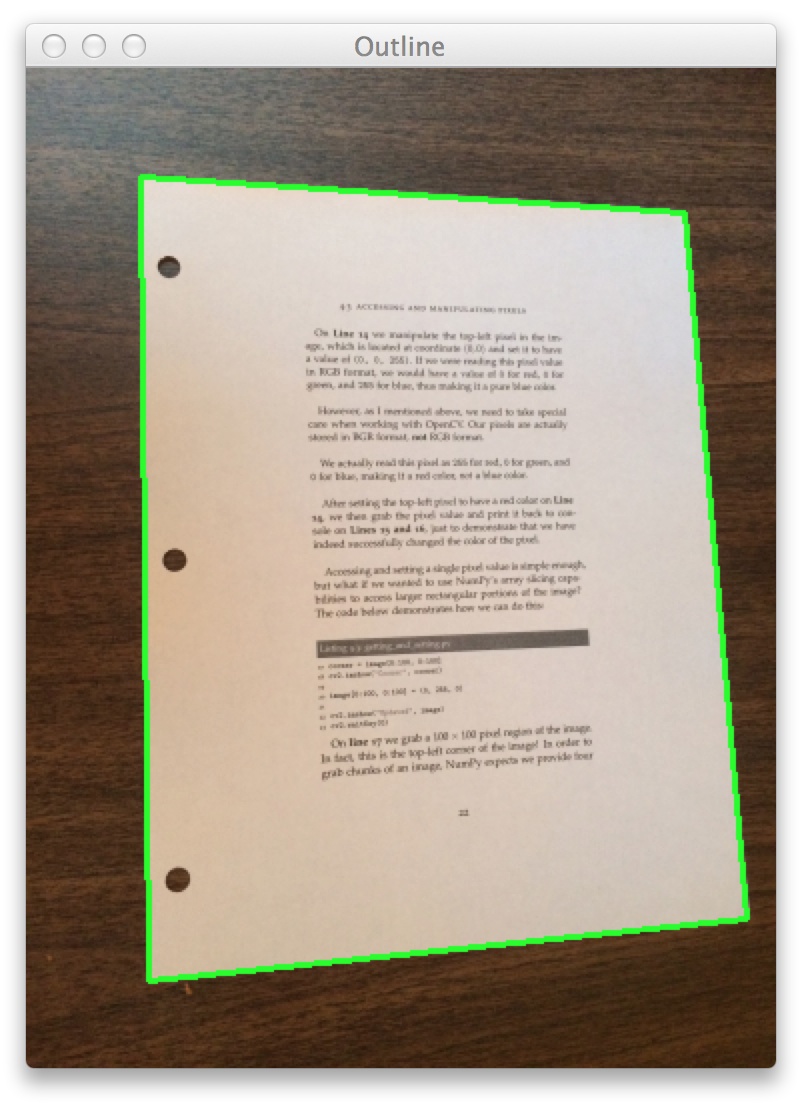 Outline
4.3. ACCESSING AND MANIPULATING PIXELS
On Line 14 we manipulate the top-left pixel in the im-
age, which is located at coordinate (0,0) and set it to have
a value of (0, 0, 255). If we were reading this pixel value
in RGB format, we would have a value of 0 for red, 0 for
green, and 255 for blue, thus making it a pure blue color.
However, as I mentioned above, we need to take special
care when working with OpenCV. Our pixels are actually
stored in BGR format, not RGB format.
We actually read this pixel as 255 for red, 0 for green, and
0 for blue, making it a red color, not a blue color.
After setting the top-left pixel to have a red color on Line
14, we then grab the pixel value and print it back to con-
sole on Lines 15 and 16, just to demonstrate that we have
indeed successfully changed the color of the pixel.
Accessing and setting a single pixel value is simple enough,
but what if we wanted to use NumPy's array slicing capa-
bilities to access larger rectangular portions of the image?
The code below demonstrates how we can do this:
Listing 4.3: getting_and_setting.py
17 corner = image[0:100, 0:100]
18 cv2.imshow("Corner", corner)
19
20 image[0:100, 0:100] = (0, 255, 0)
21
22 cv2.imshow("Updated", image)
23 cv2.waitKey(0)
On line 17 we grab a 100 × 100 pixel region of the image.
In fact, this is the top-left corner of the image! In order to
grab chunks of an image, NumPy expects we provide four
22